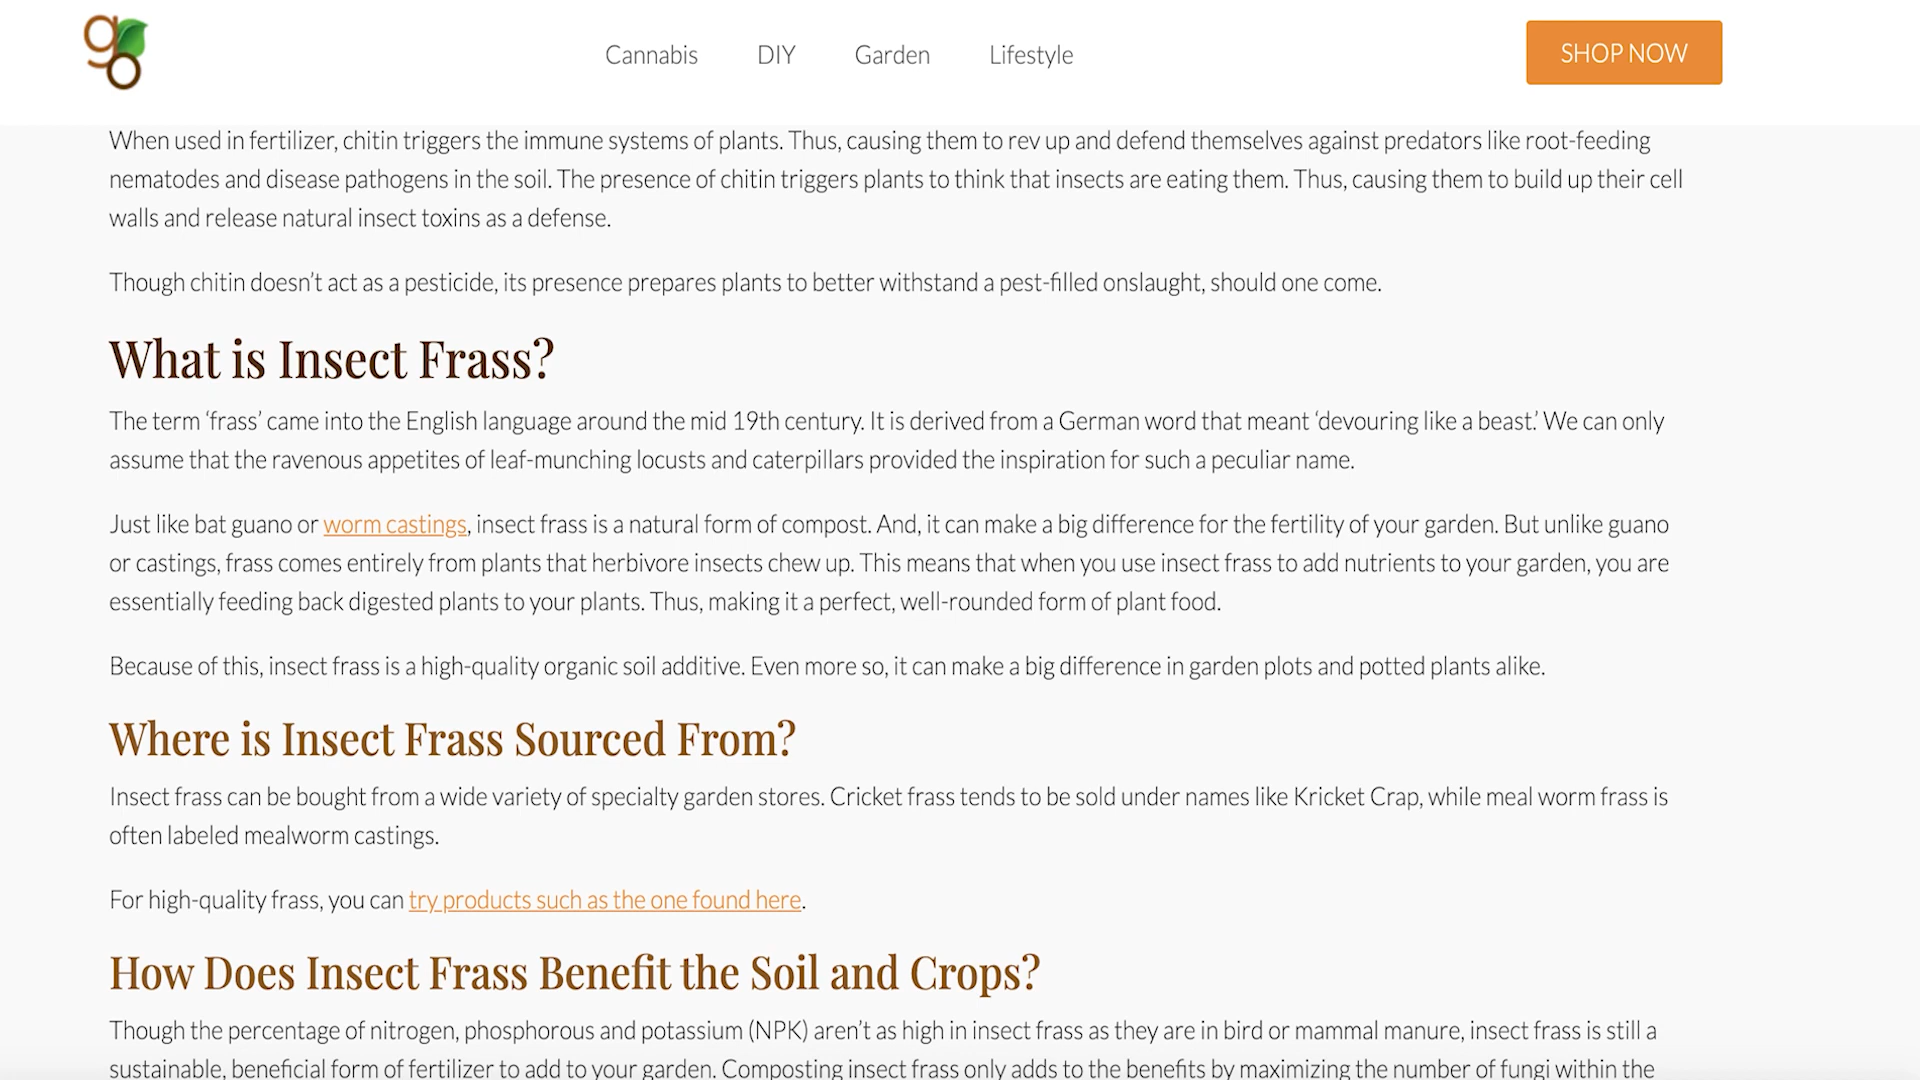 go
Cannabis DIY Garden Lifestyle SHOP NOW
When used in fertilizer, chitin triggers the immune systems of plants. Thus, causing them to rev up and defend themselves against predators like root-feeding
nematodes and disease pathogens in the soil. The presence of chitin triggers plants to think that insects are eating them. Thus, causing them to build up their cell
walls and release natural insect toxins as a defense.
Though chitin doesn’t act as a pesticide, its presence prepares plants to better withstand a pest-filled onslaught, should one come.
What is Insect Frass?
The term ‘frass’ came into the English language around the mid 19th century. It is derived from a German word that meant ‘devouring like a beast.’ We can only
assume that the ravenous appetites of leaf-munching locusts and caterpillars provided the inspiration for such a peculiar name.
Just like bat guano or worm castings, insect frass is a natural form of compost. And, it can make a big difference for the fertility of your garden. But unlike guano
or castings, frass comes entirely from plants that herbivore insects chew up. This means that when you use insect frass to add nutrients to your garden, you are
essentially feeding back digested plants to your plants. Thus, making it a perfect, well-rounded form of plant food.
Because of this, insect frass is a high-quality organic soil additive. Even more so, it can make a big difference in garden plots and potted plants alike.
Where is Insect Frass Sourced From?
Insect frass can be bought from a wide variety of specialty garden stores. Cricket frass tends to be sold under names like Kricket Crap, while meal worm frass is
often labeled mealworm castings.
For high-quality frass, you can try products such as the one found here.
How Does Insect Frass Benefit the Soil and Crops?
Though the percentage of nitrogen, phosphorous and potassium (NPK) aren’t as high in insect frass as they are in bird or mammal manure, insect frass is still a
sustainable, beneficial form of fertilizer to add to your garden. Composting insect frass only adds to the benefits by maximizing the number of fungi within the